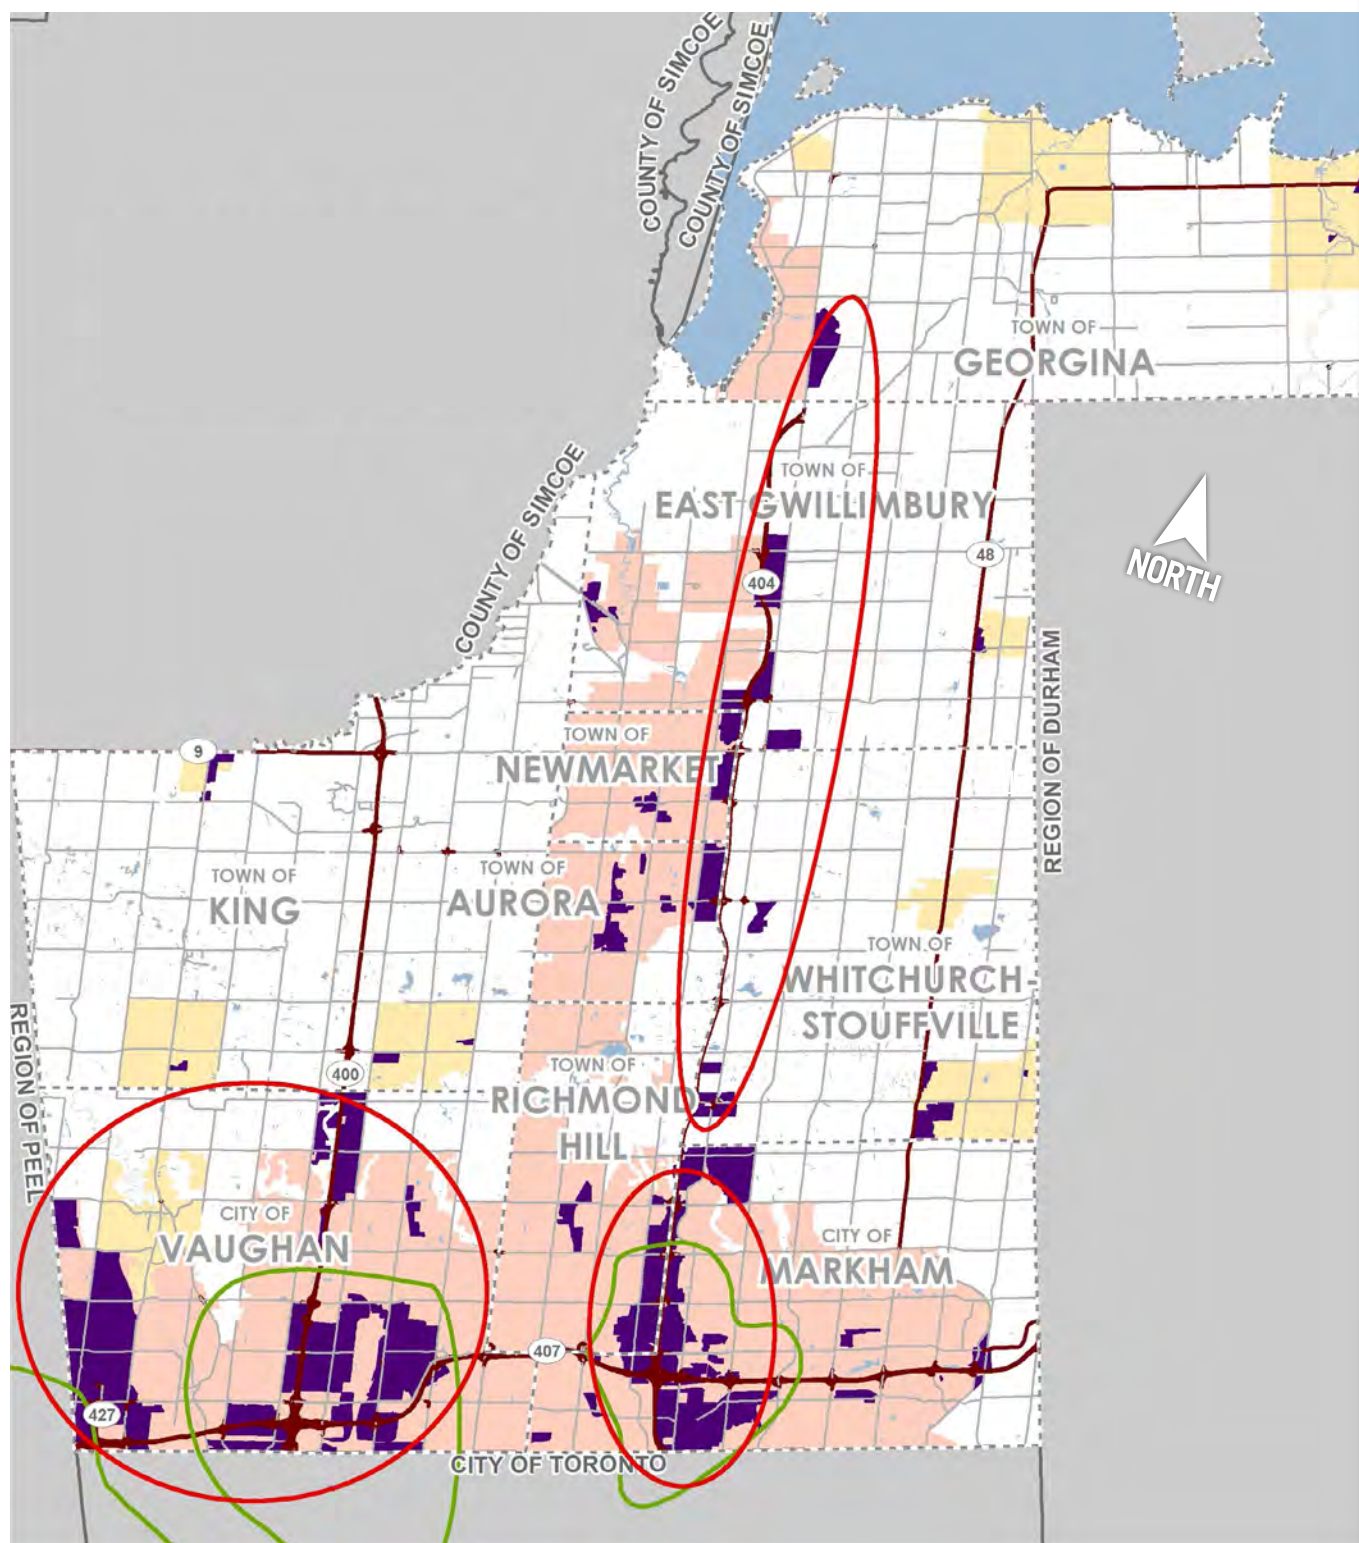 COUNTY OF SIMCOE
COUNTY OF SIMCOE
TOWN OF
GEORGINA
TOWN OF
EAST GWILLIMBURY
COUNTY OF SIMCOE
48
404
NORTH
REGION OF DURHAM
9
TOWN OF
NEWMARKET
TOWN OF
KING
TOWN OF
AURORA
TOWN OF
WHITCHURCH-
STOUFFVILLE
REGION OF PEEL
400
TOWN OF
RICHMOND
HILL
CITY OF
VAUGHAN
CITY OF
MARKHAM
407
427
CITY OF TORONTO